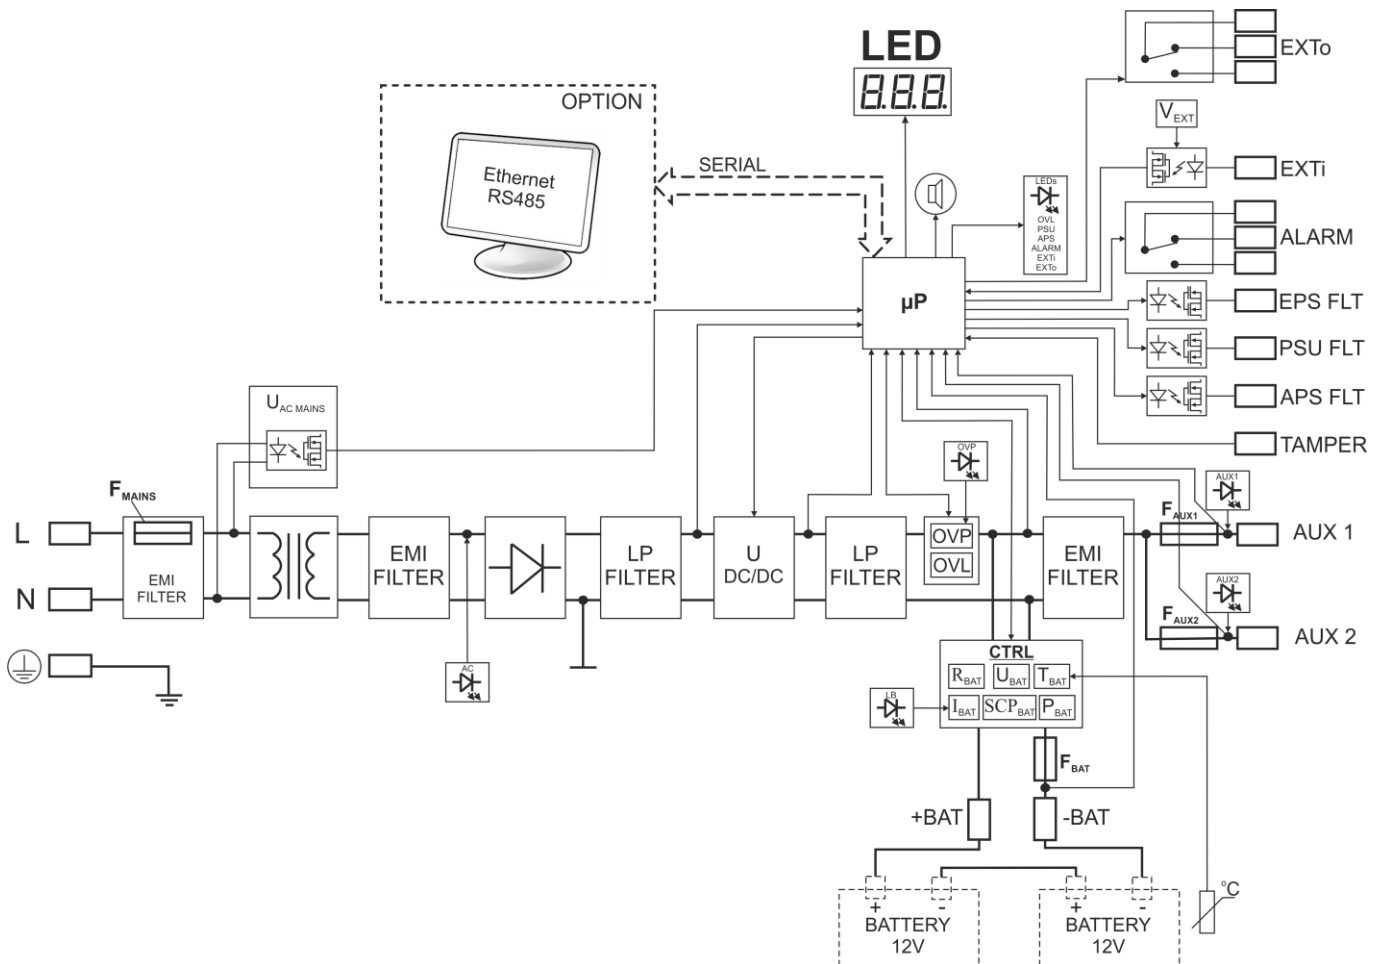 LED
8.8.8.
EXTo
OPTION
Ethernet
RS485
SERIAL
VEXT
EXTi
LEDs
OVL
PSU
APS
ALARM
EXTi
EXTo
ALARM
µP
EPS FLT
PSU FLT
APS FLT
TAMPER
UAC MAINS
OVP
AUX1
FMAINS
FAUX1
L
EMI
FILTER
EMI
FILTER
LP
FILTER
U
DC/DC
LP
FILTER
OVP
OVL
EMI
FILTER
AUX 1
N
AUX2
FAUX2
AUX 2
AC
CTRL
RBAT
UBAT
TBAT
LB
IBAT
SCPBAT
PBAT
FBAT
+BAT
-BAT
°C
+
-
+
-
BATTERY
12V
BATTERY
12V